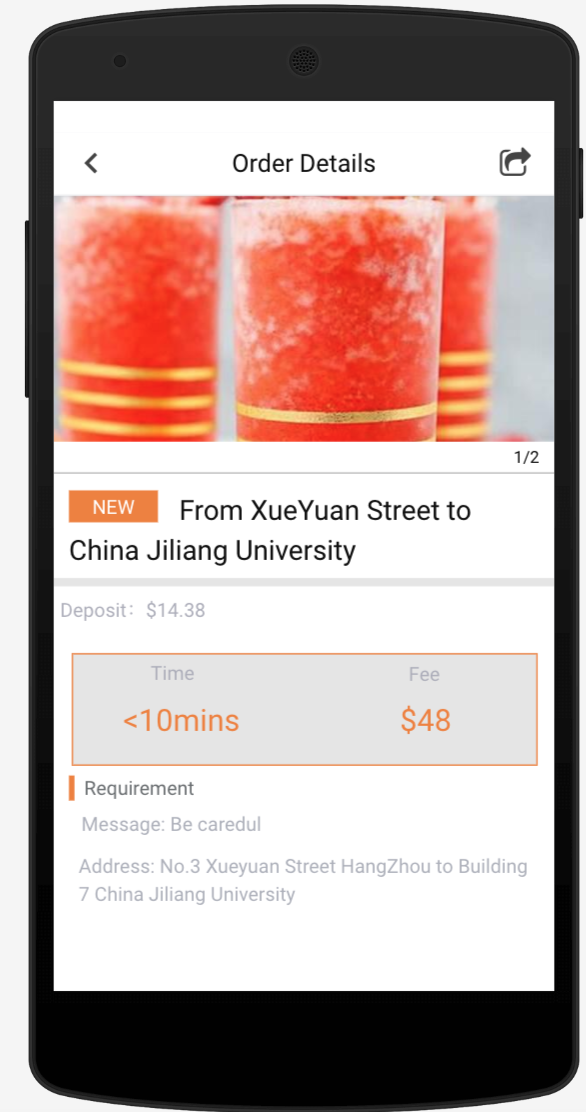 Order Details
1/2
NEW From XueYuan Street to
China Jiliang University
Deposit: $14.38
Time Fee
<10mins $48
Requirement
Message: Be caredul
Address: No.3 Xueyuan Street HangZhou to Building
7 China Jiliang University